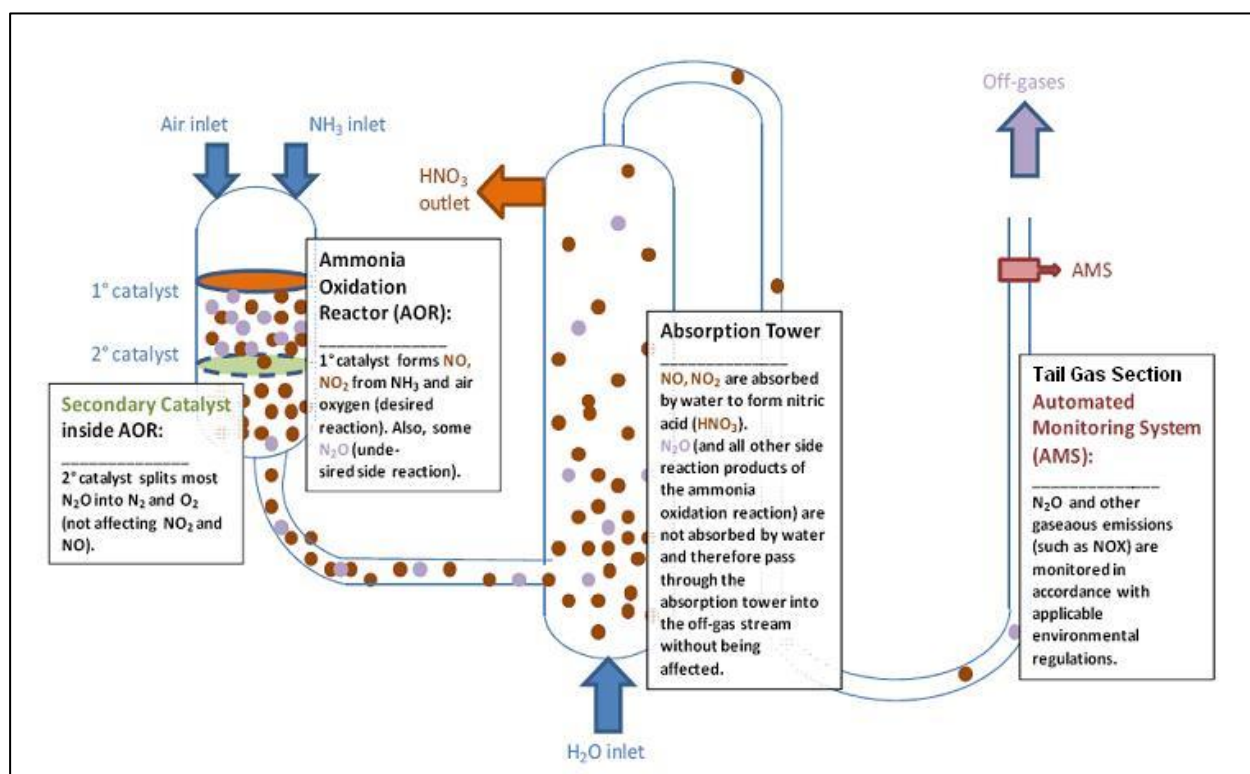 Air inlet
NH₃ inlet
HNO₃
outlet
Off-gases
AMS
1° catalyst
2° catalyst
Ammonia
Oxidation
Reactor (AOR):
_______________
1° catalyst forms NO,
NO₂ from NH₃ and air
oxygen (desired
reaction). Also, some
N₂O (unde-
sired side reaction).
Secondary Catalyst
inside AOR:
_______________
2° catalyst splits most
N₂O into N₂ and O₂
(not affecting NO₂ and
NO).
Absorption Tower
_______________
NO, NO₂ are absorbed
by water to form nitric
acid (HNO₃).
N₂O (and all other side
reaction products of
the ammonia
oxidation reaction) are
not absorbed by water
and therefore pass
through the
absorption tower into
the off-gas stream
without being
affected.
Tail Gas Section
Automated
Monitoring System
(AMS):
_______________
N₂O and other
gaseaous emissions
(such as NOX) are
monitored in
accordance with
applicable
environmental
regulations.
H₂O inlet